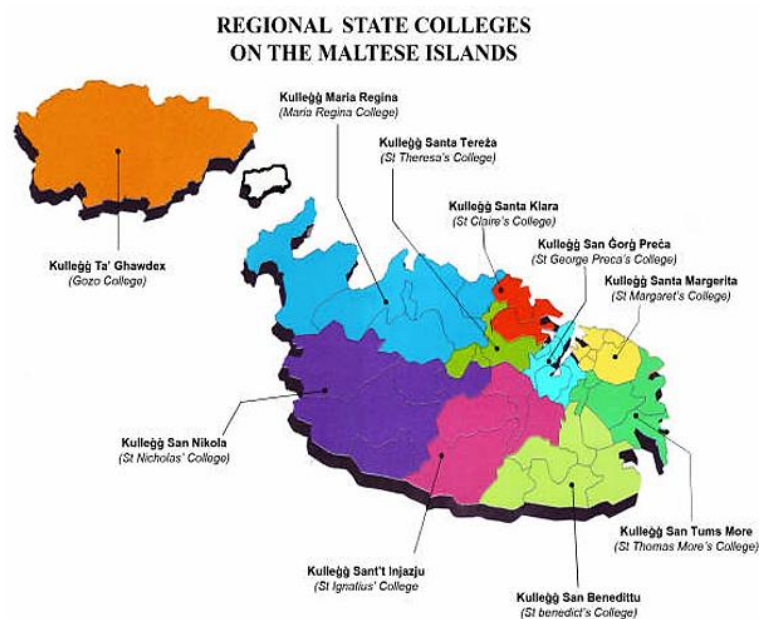 REGIONAL STATE COLLEGES
ON THE MALTESE ISLANDS
Kulleġġ Maria Regina
(Maria Regina College)
Kulleġġ Santa Tereża
(St Theresa's College)
Kulleġġ Santa Klara
(St Claire's College)
Kulleġġ San Ġorġ Preċa
(St George Preca's College)
Kulleġġ Santa Margerita
(St Margaret's College)
Kulleġġ Ta' Ghawdex
(Gozo College)
Kulleġġ San Nikola
(St Nicholas' College)
Kulleġġ San Tums More
(St Thomas More's College)
Kulleġġ Sant't Injazju
(St Ignatius' College
Kulleġġ San Benedittu
(St benedict's College)